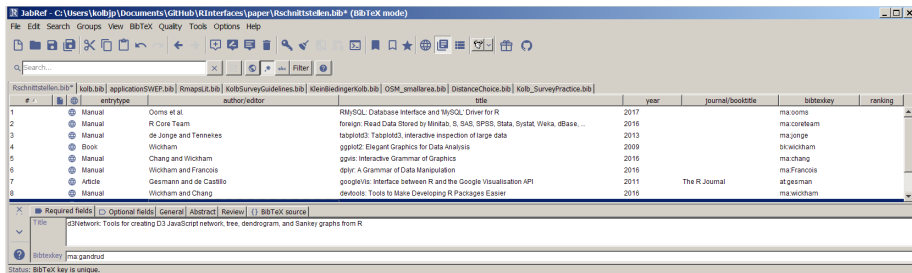 JabRef - C:\Users\kolbjp\Documents\GitHub\RInterfaces\paper\Rschnittstellen.bib* (BibTeX mode)
File Edit Search Groups View BibTeX Quality Tools Options Help
Search... Filter
Rschnittstellen.bib* kolb.bib applicationSWEP.bib RmapsLit.bib KolbSurveyGuidelines.bib KleinBiedingerKolb.bib OSM_smallarea.bib DistanceChoice.bib Kolb_SurveyPractice.bib
# entrytype author/editor title year journal/booktitle bibtexkey ranking
1 Manual Ooms et al. RMySQL: Database Interface and 'MySQL' Driver for R 2017 ma:ooms
2 Manual R Core Team foreign: Read Data Stored by Minitab, S, SAS, SPSS, Stata, Systat, Weka, dBase, ... 2016 ma:coreteam
3 Manual de Jonge and Tennekes tabplotd3: Tabplotd3, interactive inspection of large data 2013 ma:jonge
4 Book Wickham ggplot2: Elegant Graphics for Data Analysis 2009 bk:wickham
5 Manual Chang and Wickham ggvis: Interactive Grammar of Graphics 2016 ma:chang
6 Manual Wickham and Francois dplyr: A Grammar of Data Manipulation 2016 ma:Francois
7 Article Gesmann and de Castillo googleVis: Interface between R and the Google Visualisation API 2011 The R Journal at:gesman
8 Manual Wickham and Chang devtools: Tools to Make Developing R Packages Easier 2016 ma:wickham
Required fields Optional fields General Abstract Review {} BibTeX source
Title d3Network: Tools for creating D3 JavaScript network, tree, dendrogram, and Sankey graphs from R
Bibtexkey ma:gandrud
Status: BibTeX key is unique.